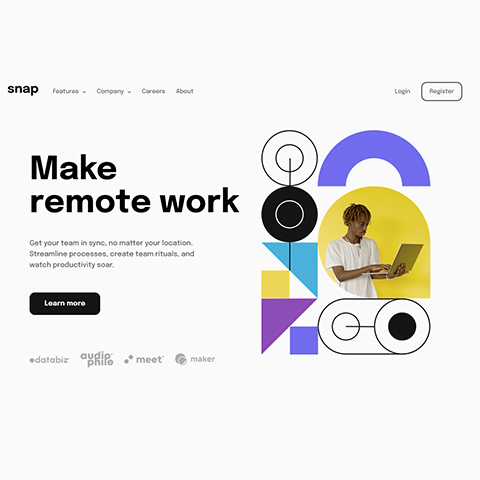 snap
Features
Company
Careers
About
Login
Register
Make
remote work
Get your team in sync, no matter your location.
Streamline processes, create team rituals, and
watch productivity soar.
Learn more
databiz
audio
phile
meet
maker